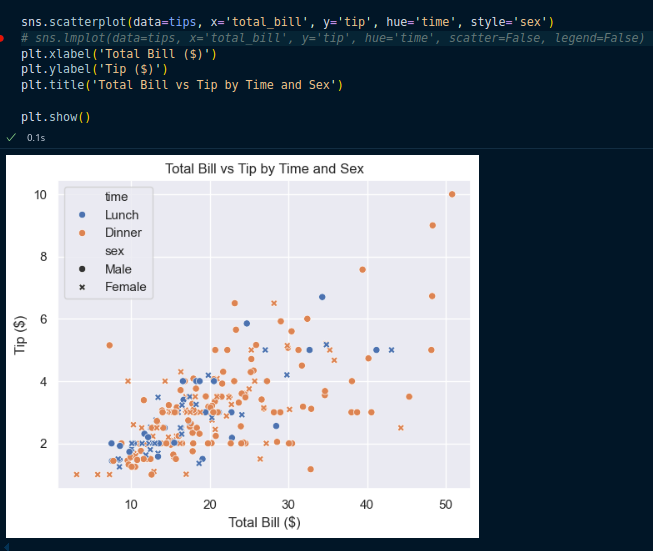 sns.scatterplot(data=tips, x='total_bill', y='tip', hue='time', style='sex')
# sns.lmplot(data=tips, x='total_bill', y='tip', hue='time', scatter=False, legend=False)
plt.xlabel('Total Bill ($)')
plt.ylabel('Tip ($)')
plt.title('Total Bill vs Tip by Time and Sex')
plt.show()
0.1s
Total Bill vs Tip by Time and Sex
time
Lunch
Dinner
sex
Male
Female
10
8
6
4
2
Tip ($)
10 20 30 40 50
Total Bill ($)